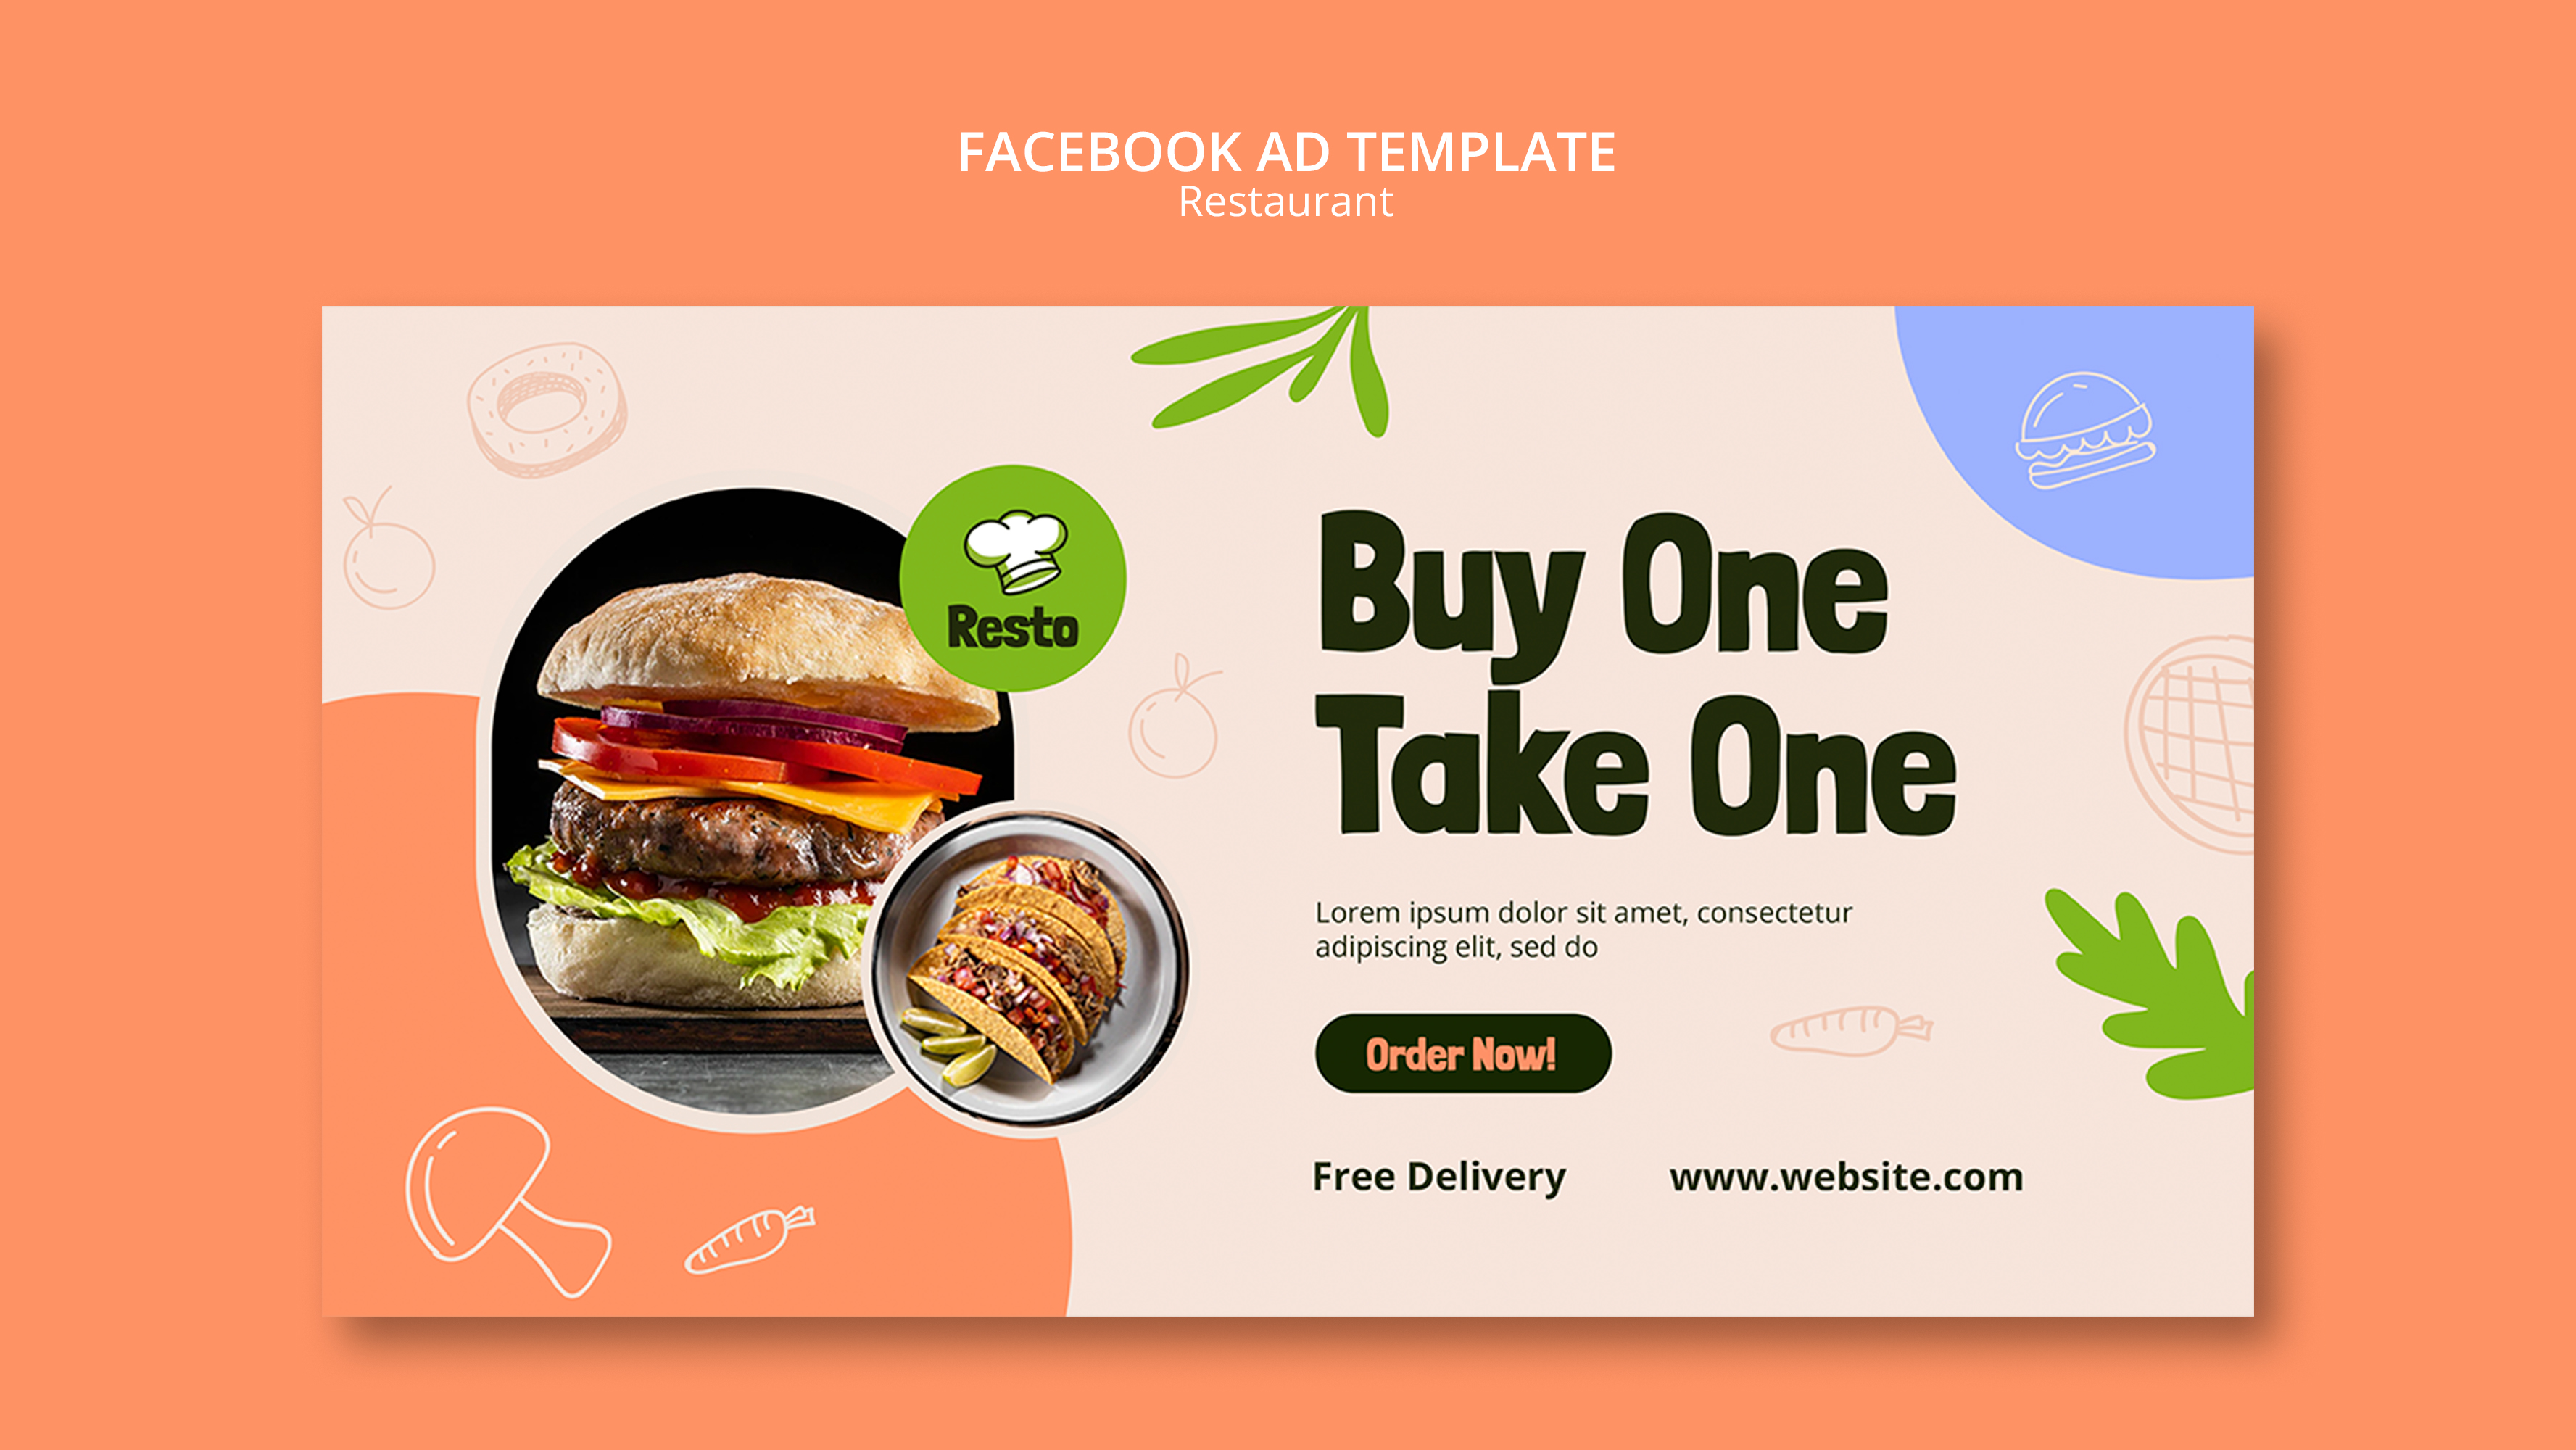 FACEBOOK AD TEMPLATE
Restaurant
Resto
Buy One
Take One
Lorem ipsum dolor sit amet, consectetur
adipiscing elit, sed do
Order Now!
Free Delivery
www.website.com